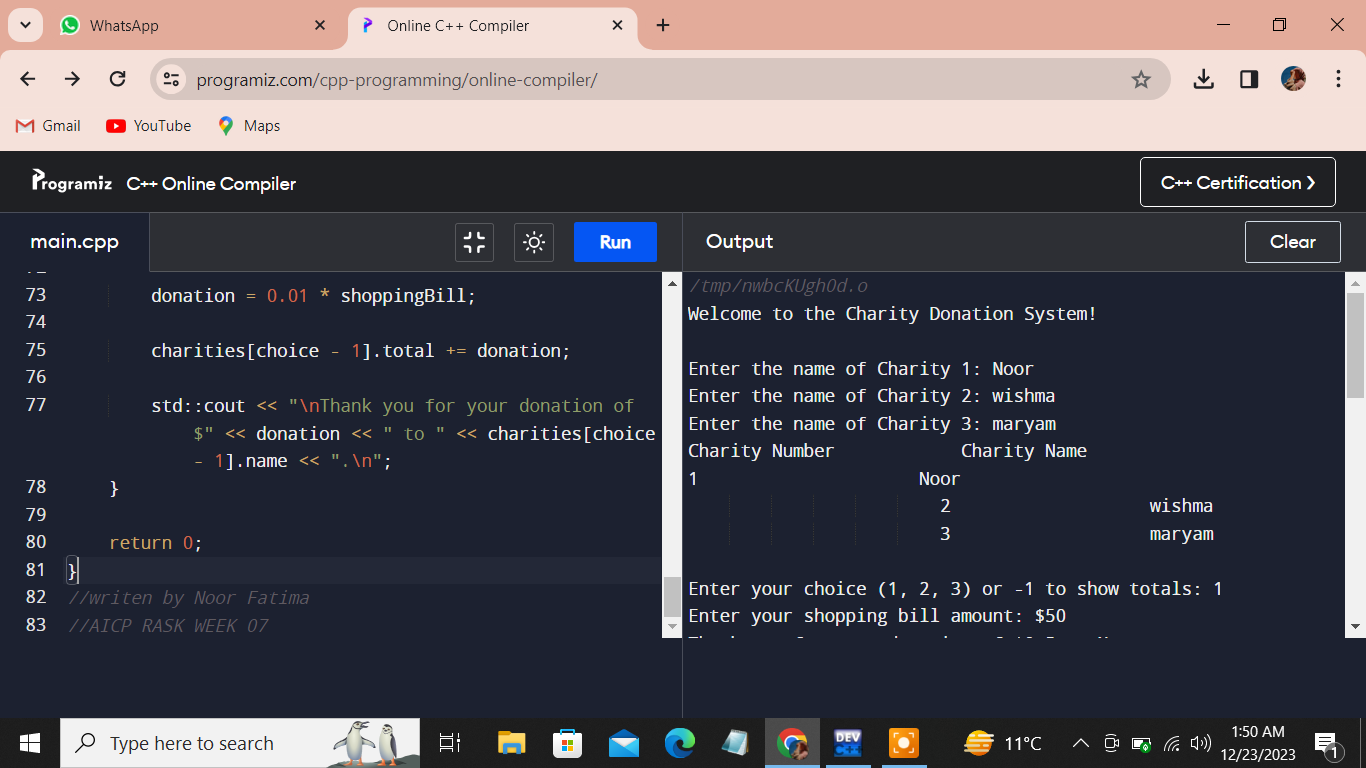 WhatsApp
Online C++ Compiler
programiz.com/cpp-programming/online-compiler/
Gmail
YouTube
Maps
Programiz C++ Online Compiler
C++ Certification ❯
main.cpp
Run
Output
Clear
73 donation = 0.01 * shoppingBill;
74
75 charities[choice - 1].total += donation;
76
77 std::cout << "\nThank you for your donation of
$" << donation << " to " << charities[choice
- 1].name << ".\n";
78 }
79
80 return 0;
81 }
82 //writen by Noor Fatima
83 //AICP RASK WEEK 07
/tmp/nwbcKUghOd.o
Welcome to the Charity Donation System!
Enter the name of Charity 1: Noor
Enter the name of Charity 2: wishma
Enter the name of Charity 3: maryam
Charity Number Charity Name
1 Noor
2 wishma
3 maryam
Enter your choice (1, 2, 3) or -1 to show totals: 1
Enter your shopping bill amount: $50
Type here to search
DEV
C++
11°C
1:50 AM
12/23/2023
1